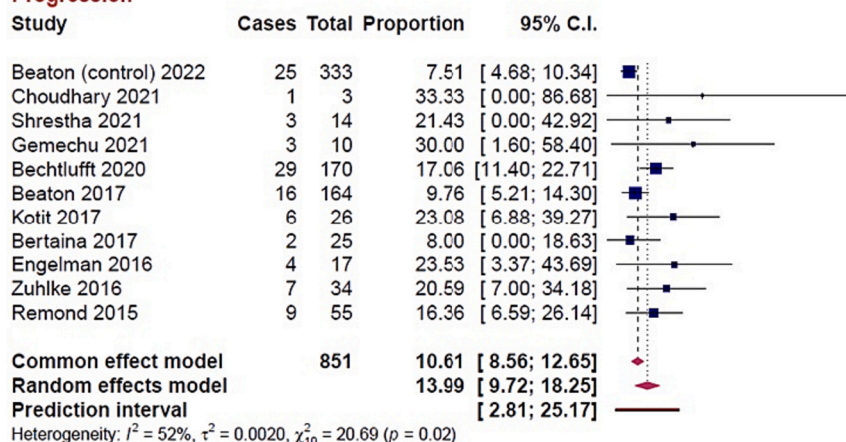 Progression
Study Cases Total Proportion 95% C.I.
Beaton (control) 2022 25 333 7.51 [ 4.68; 10.34]
Choudhary 2021 1 3 33.33 [ 0.00; 86.68]
Shrestha 2021 3 14 21.43 [ 0.00; 42.92]
Gemechu 2021 3 10 30.00 [ 1.60; 58.40]
Bechtlufft 2020 29 170 17.06 [11.40; 22.71]
Beaton 2017 16 164 9.76 [ 5.21; 14.30]
Kotit 2017 6 26 23.08 [ 6.88; 39.27]
Bertaina 2017 2 25 8.00 [ 0.00; 18.63]
Engelman 2016 4 17 23.53 [ 3.37; 43.69]
Zuhlke 2016 7 34 20.59 [ 7.00; 34.18]
Remond 2015 9 55 16.36 [ 6.59; 26.14]
Common effect model 851 10.61 [ 8.56; 12.65]
Random effects model 13.99 [ 9.72; 18.25]
Prediction interval [ 2.81; 25.17]
Heterogeneity: I² = 52%, τ² = 0.0020, χ²₁₀ = 20.69 (p = 0.02)